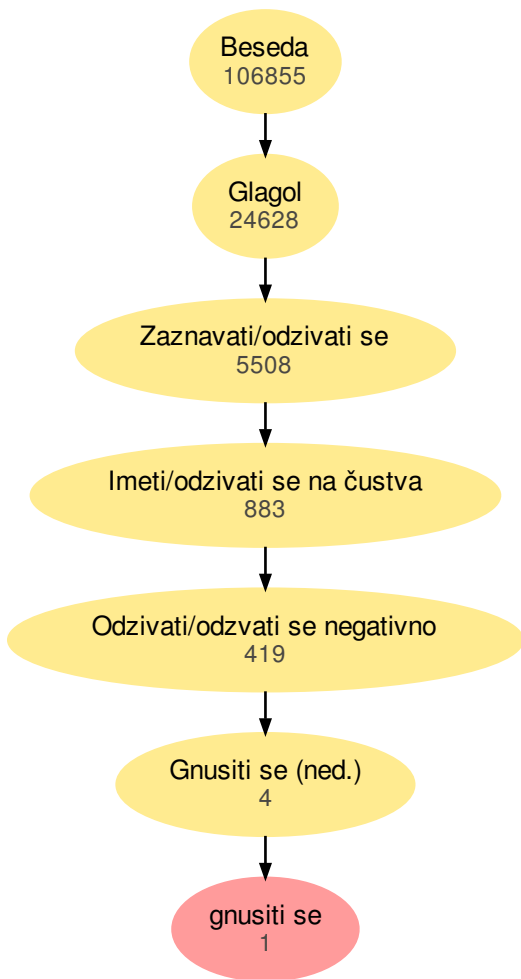 Beseda
106855
Glagol
24628
Zaznavati/odzivati se
5508
Imeti/odzivati se na čustva
883
Odzivati/odzvati se negativno
419
Gnusiti se (ned.)
4
gnusiti se
1